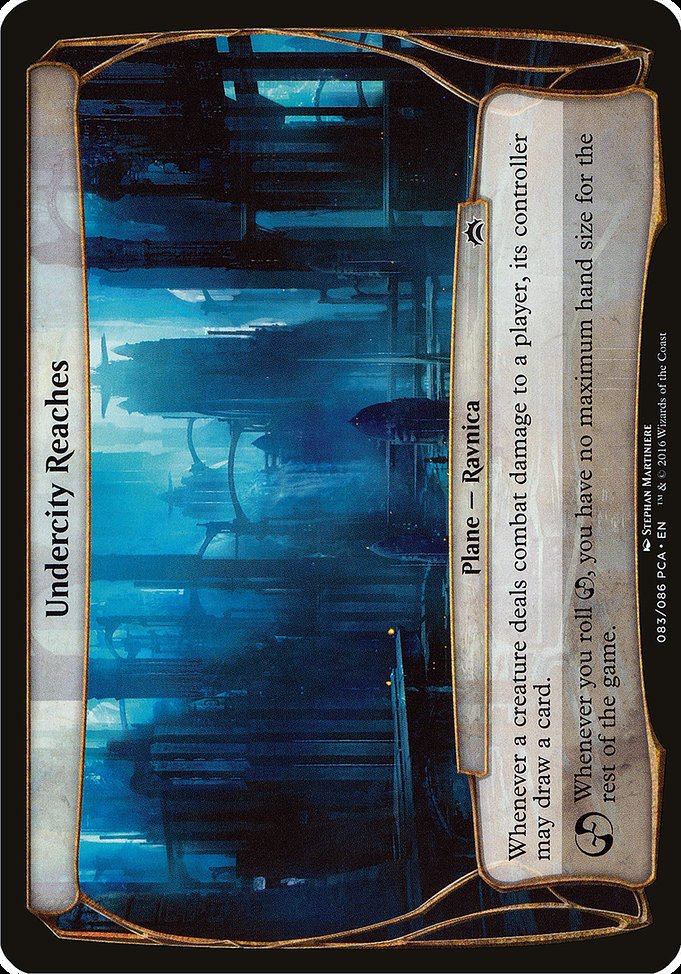 Undercity Reaches
Plane — Ravnica
Whenever a creature deals combat damage to a player, its controller
may draw a card.
Whenever you roll , you have no maximum hand size for the
rest of the game.
Stephan Martiniere
083/086 PCA • EN ™ & © 2016 Wizards of the Coast